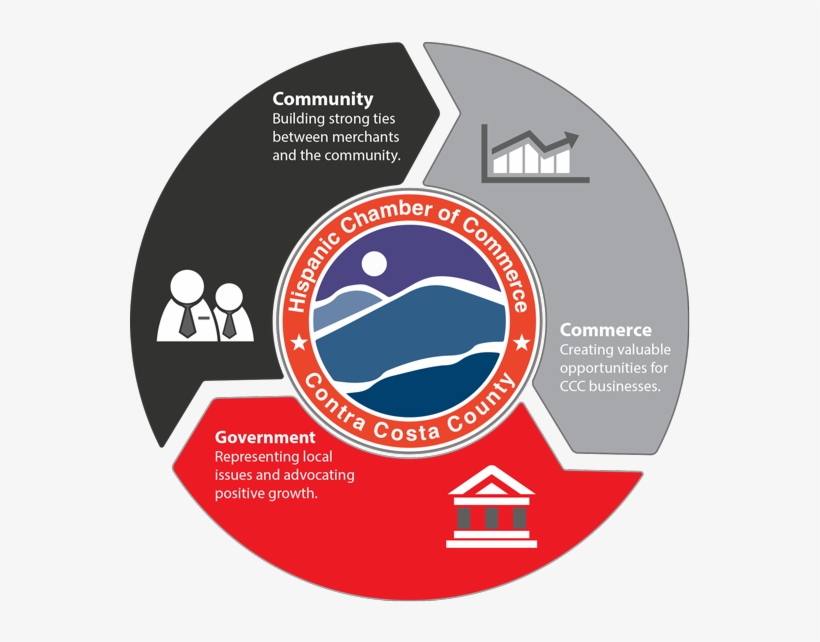 Community
Building strong ties
between merchants
and the community.
Commerce
Creating valuable
opportunities for
CCC businesses.
Government
Representing local
issues and advocating
positive growth.
Hispanic Chamber of Commerce
Contra Costa County